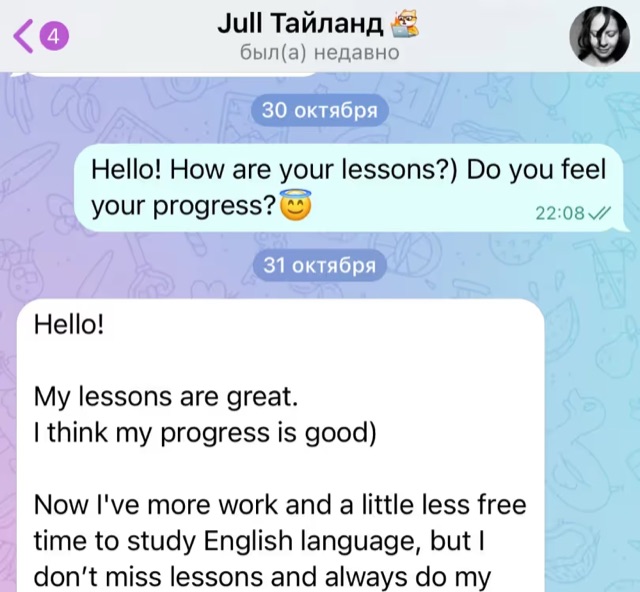 4
Jull Тайланд
был(а) недавно
30 октября
Hello! How are your lessons?) Do you feel
your progress?😇
22:08
31 октября
Hello!
My lessons are great.
I think my progress is good)
Now I've more work and a little less free
time to study English language, but I
don't miss lessons and always do my